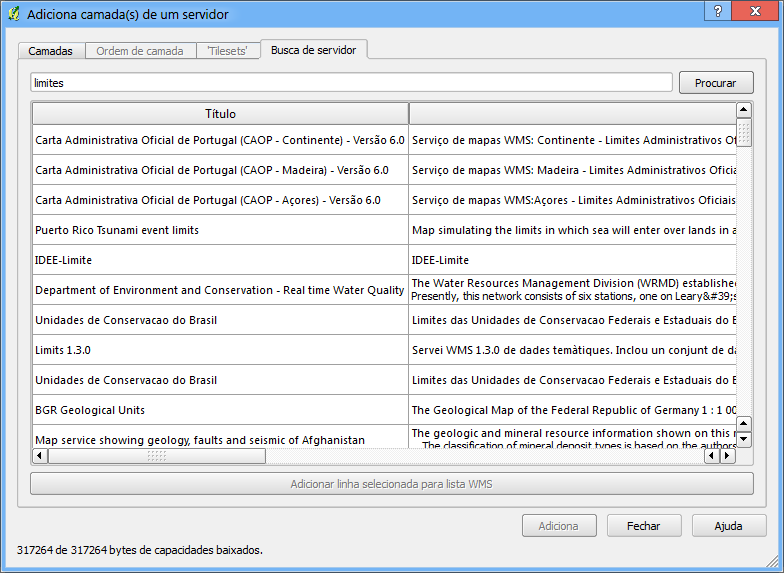 Adiciona camada(s) de um servidor
?
Camadas
Ordem de camada
'Tilesets'
Busca de servidor
limites
Procurar
Título
Carta Administrativa Oficial de Portugal (CAOP - Continente) - Versão 6.0
Serviço de mapas WMS: Continente - Limites Administrativos
Carta Administrativa Oficial de Portugal (CAOP - Madeira) - Versão 6.0
Serviço de mapas WMS: Madeira - Limites Administrativos Oficiais
Carta Administrativa Oficial de Portugal (CAOP - Açores) - Versão 6.0
Serviço de mapas WMS:Açores - Limites Administrativos Oficiais
Puerto Rico Tsunami event limits
Map simulating the limits in which sea will enter over lands in a
IDEE-Limite
IDEE-Limite
Department of Environment and Conservation - Real time Water Quality
The Water Resources Management Division (WRMD) established
Presently, this network consists of six stations, one on Leary&#39;s
Unidades de Conservacao do Brasil
Limites das Unidades de Conservacao Federais e Estaduais do
Limits 1.3.0
Servei WMS 1.3.0 de dades temàtiques. Inclou un conjunt de
Unidades de Conservacao do Brasil
Limites das Unidades de Conservacao Federais e Estaduais do
BGR Geological Units
The Geological Map of the Federal Republic of Germany 1 : 1 00
Map service showing geology, faults and seismic of Afghanistan
The geologic and mineral resource information shown on this
The classification of mineral deposit types is based on the authors
Adicionar linha selecionada para lista WMS
Adiciona
Fechar
Ajuda
317264 de 317264 bytes de capacidades baixados.